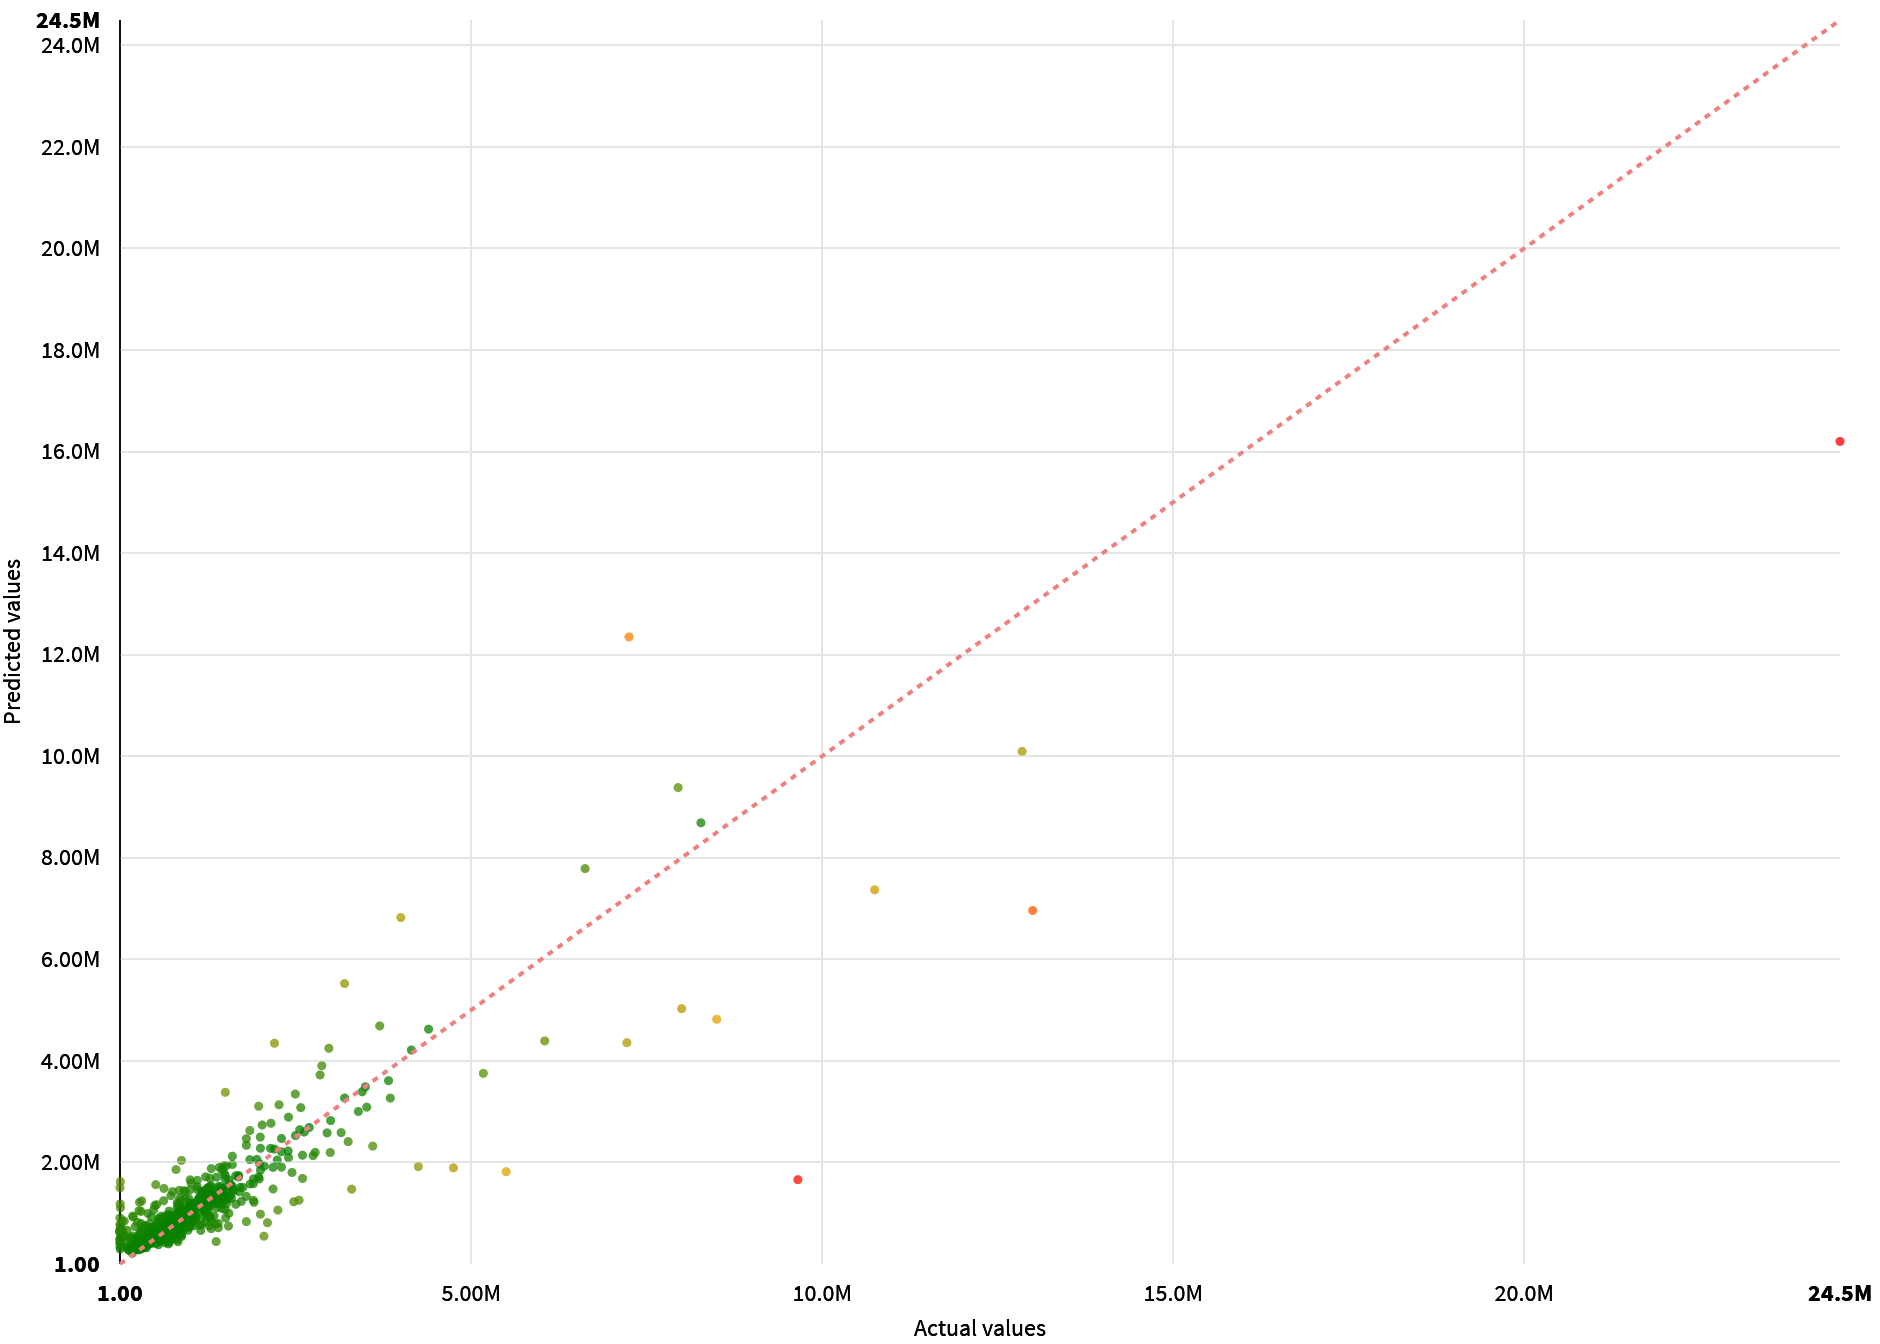 24.5M
24.0M
22.0M
20.0M
18.0M
16.0M
14.0M
12.0M
10.0M
8.00M
6.00M
4.00M
2.00M
1.00
Predicted values
1.00 5.00M 10.0M 15.0M 20.0M 24.5M
Actual values